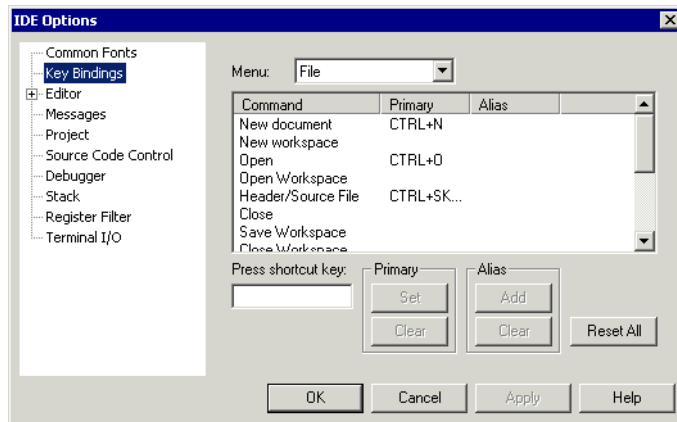 IDE Options
Common Fonts
Key Bindings
Editor
Messages
Project
Source Code Control
Debugger
Stack
Register Filter
Terminal I/O
Menu: File
Command Primary Alias
New document CTRL+N
New workspace
Open CTRL+O
Open Workspace
Header/Source File CTRL+SK...
Close
Save Workspace
Close Workspace
Press shortcut key: Primary Alias
Set Add
Clear Clear Reset All
OK Cancel Apply Help